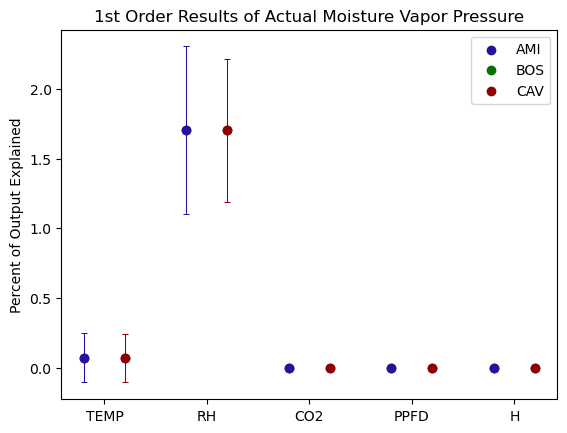 1st Order Results of Actual Moisture Vapor Pressure
AMI
BOS
CAV
Percent of Output Explained
2.0
1.5
1.0
0.5
0.0
TEMP RH CO2 PPFD H